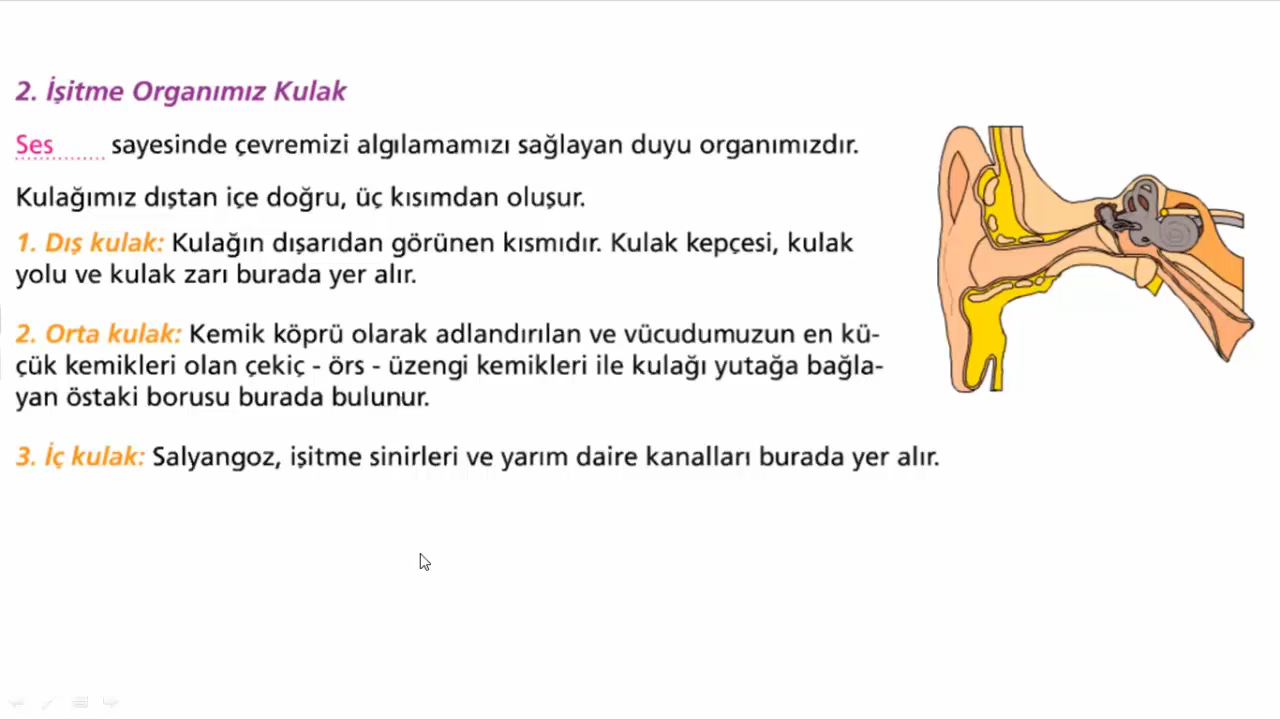 2. İşitme Organımız Kulak
Ses sayesinde çevremizi algılamamızı sağlayan duyu organımızdır.
Kulağımız dıştan içe doğru, üç kısımdan oluşur.
1. Dış kulak: Kulağın dışarıdan görünen kısmıdır. Kulak kepçesi, kulak
yolu ve kulak zarı burada yer alır.
2. Orta kulak: Kemik köprü olarak adlandırılan ve vücudumuzun en kü-
çük kemikleri olan çekiç - örs - üzengi kemikleri ile kulağı yutağa bağla-
yan östaki borusu burada bulunur.
3. İç kulak: Salyangoz, işitme sinirleri ve yarım daire kanalları burada yer alır.